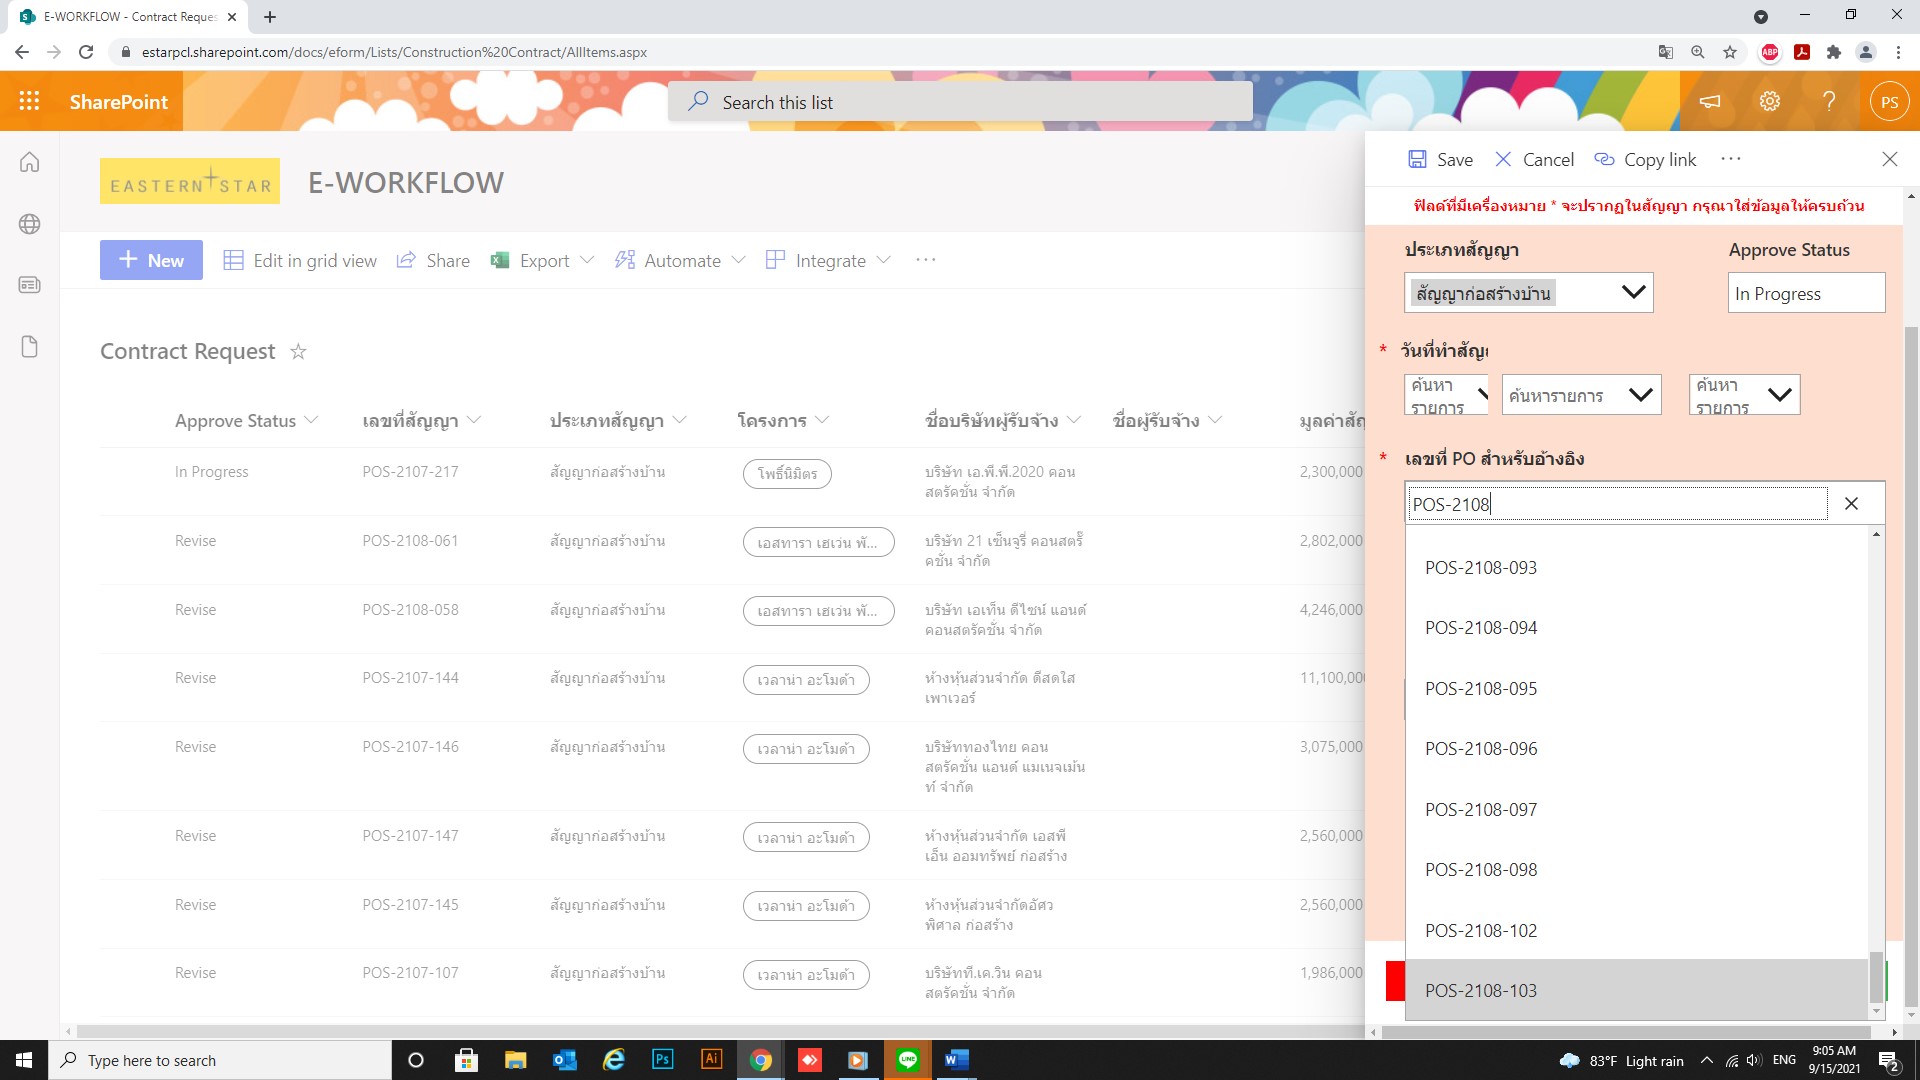 E-WORKFLOW - Contract Reques
estarpcl.sharepoint.com/docs/eform/Lists/Construction%20Contract/AllItems.aspx
ABP
SharePoint
Search this list
PS
EASTERN STAR
E-WORKFLOW
Save Cancel Copy link
ฟิลด์ที่มีเครื่องหมาย * จะปรากฏในสัญญา กรุณาใส่ข้อมูลให้ครบถ้วน
New Edit in grid view Share Export Automate Integrate
ประเภทสัญญา Approve Status
สัญญาก่อสร้างบ้าน In Progress
* วันที่ทำสัญ
ค้นหา
รายการ
ค้นหารายการ
ค้นหา
รายการ
* เลขที่ PO สำหรับอ้างอิง
POS-2108
POS-2108-093
POS-2108-094
POS-2108-095
POS-2108-096
POS-2108-097
POS-2108-098
POS-2108-102
POS-2108-103
Contract Request
Approve Status เลขที่สัญญา ประเภทสัญญา โครงการ ชื่อบริษัทผู้รับจ้าง ชื่อผู้รับจ้าง มูลค่าสัญ
In Progress POS-2107-217 สัญญาก่อสร้างบ้าน โพธิ์นิมิตร บริษัท เอ.พี.พี.2020 คอน 2,300,000
สตรัคชั่น จำกัด
Revise POS-2108-061 สัญญาก่อสร้างบ้าน เอสทารา เฮเว่น พั... บริษัท 21 เซ็นจูรี่ คอนสตรั๊ 2,802,000
คชั่น จำกัด
Revise POS-2108-058 สัญญาก่อสร้างบ้าน เอสทารา เฮเว่น พั... บริษัท เอเท็น ดีไซน์ แอนด์ 4,246,000
คอนสตรัคชั่น จำกัด
Revise POS-2107-144 สัญญาก่อสร้างบ้าน เวลาน่า อะโมด้า ห้างหุ้นส่วนจำกัด ดีสดใส 11,100,000
เพาเวอร์
Revise POS-2107-146 สัญญาก่อสร้างบ้าน เวลาน่า อะโมด้า บริษัททองไทย คอน 3,075,000
สตรัคชั่น แอนด์ แมเนจเม้น
ท์ จำกัด
Revise POS-2107-147 สัญญาก่อสร้างบ้าน เวลาน่า อะโมด้า ห้างหุ้นส่วนจำกัด เอสพี 2,560,000
เอ็น ออมทรัพย์ ก่อสร้าง
Revise POS-2107-145 สัญญาก่อสร้างบ้าน เวลาน่า อะโมด้า ห้างหุ้นส่วนจำกัดอัศว 2,560,000
พิศาล ก่อสร้าง
Revise POS-2107-107 สัญญาก่อสร้างบ้าน เวลาน่า อะโมด้า บริษัทที.เค.วิน คอน 1,986,000
สตรัคชั่น จำกัด
Type here to search
Ps
Ai
LINE
W
83°F Light rain
ENG
9:05 AM
9/15/2021
2